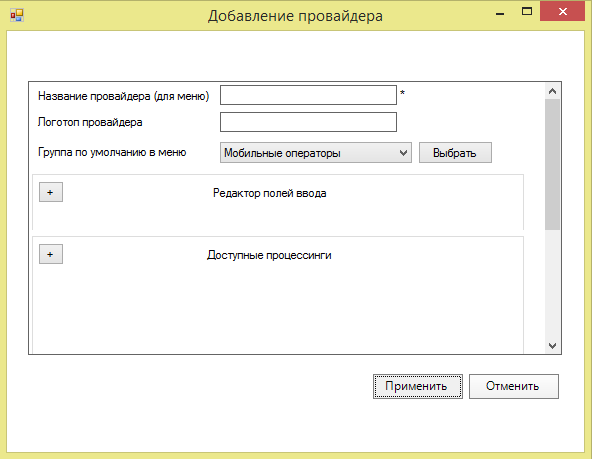 Добавление провайдера
Название провайдера (для меню) *
Логотоп провайдера
Группа по умолчанию в меню Мобильные операторы Выбрать
+ Редактор полей ввода
+ Доступные процессинги
Применить Отменить